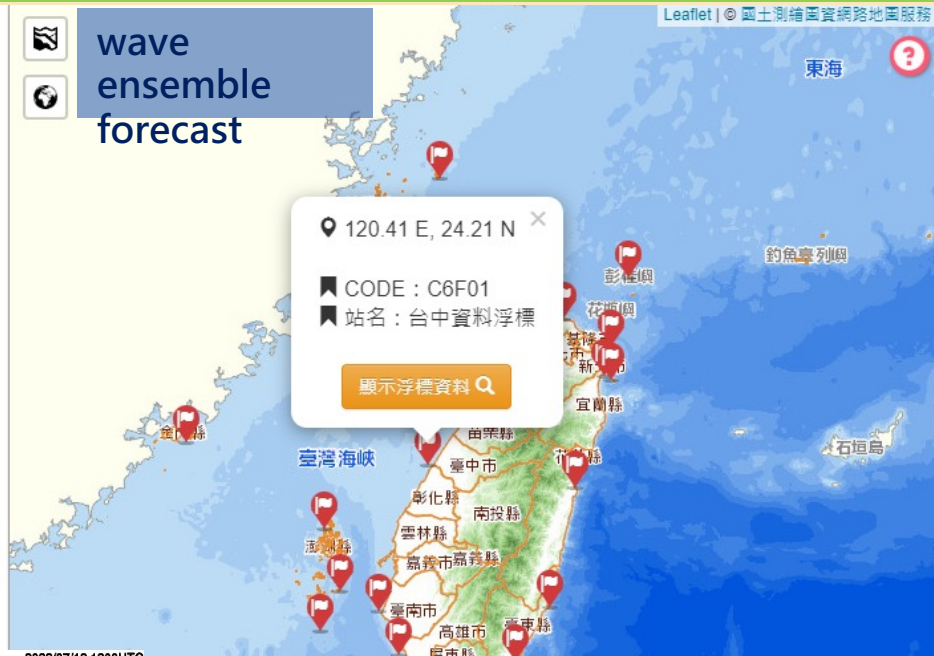 Leaflet | © 國土測繪圖資網路地圖服務
wave
ensemble
forecast
東海
?
120.41 E, 24.21 N ×
釣魚臺列嶼
彭佳嶼
CODE：C6F01
站名：台中資料浮標
花瓶嶼
顯示浮標資料
宜蘭縣
苗栗縣
石垣島
臺灣海峽
臺中市
彰化縣
南投縣
雲林縣
嘉義市嘉義縣
臺南市
高雄市
屏東縣